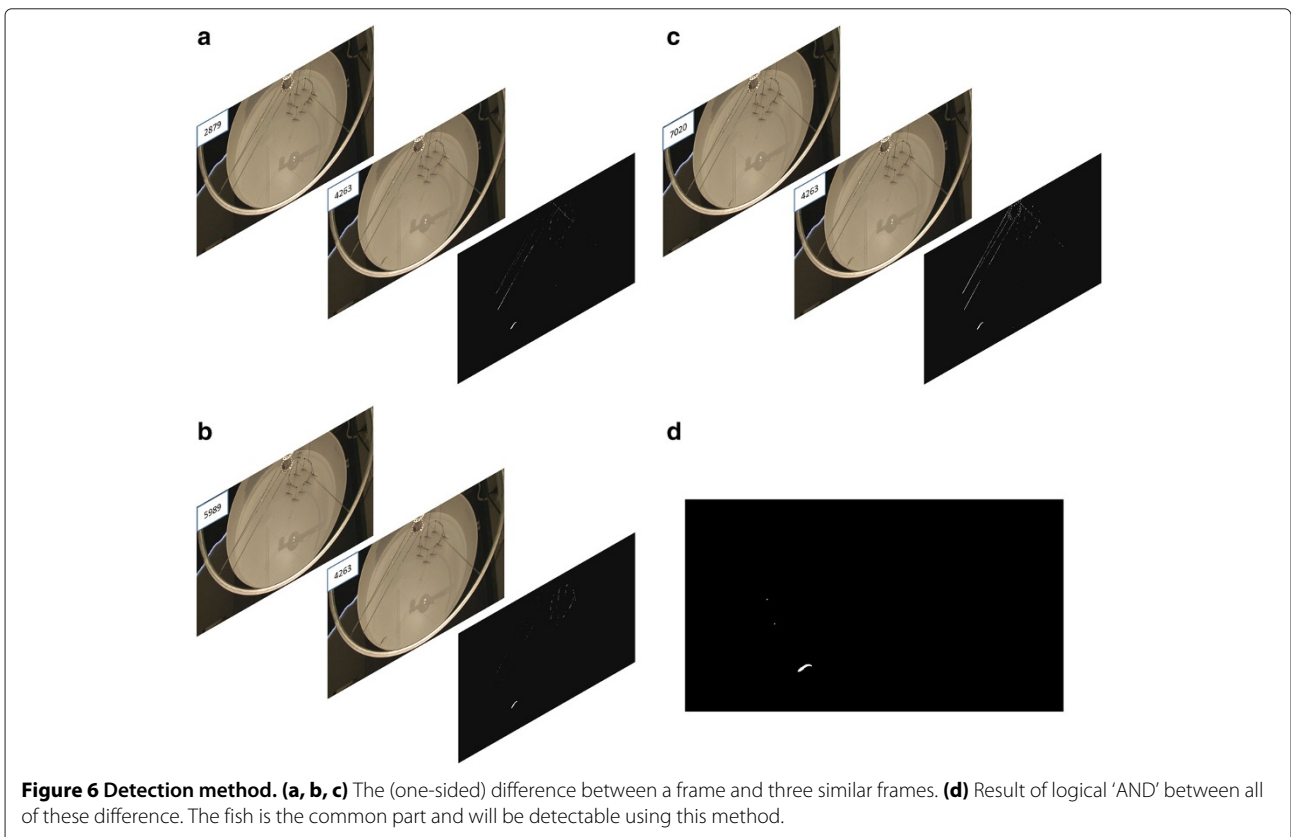 a
c
2879
7020
4263
4263
b
d
5989
4263
Figure 6 Detection method. (a, b, c) The (one-sided) difference between a frame and three similar frames. (d) Result of logical ‘AND’ between all
of these difference. The fish is the common part and will be detectable using this method.